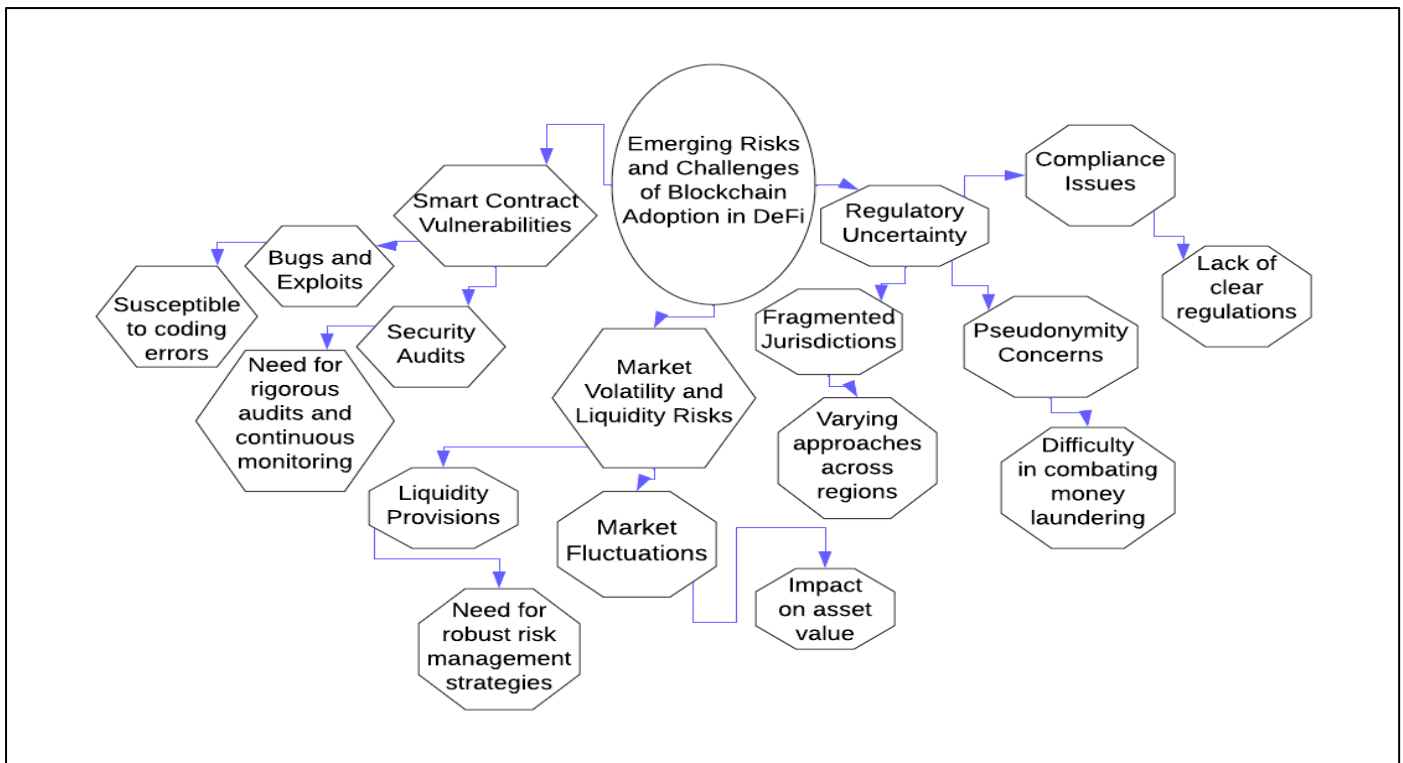 Emerging Risks
and Challenges
of Blockchain
Adoption in DeFi
Smart Contract
Vulnerabilities
Bugs and
Exploits
Susceptible
to coding
errors
Security
Audits
Need for
rigorous
audits and
continuous
monitoring
Market
Volatility and
Liquidity Risks
Liquidity
Provisions
Need for
robust risk
management
strategies
Market
Fluctuations
Impact
on asset
value
Regulatory
Uncertainty
Compliance
Issues
Lack of
clear
regulations
Fragmented
Jurisdictions
Varying
approaches
across
regions
Pseudonymity
Concerns
Difficulty
in combating
money
laundering